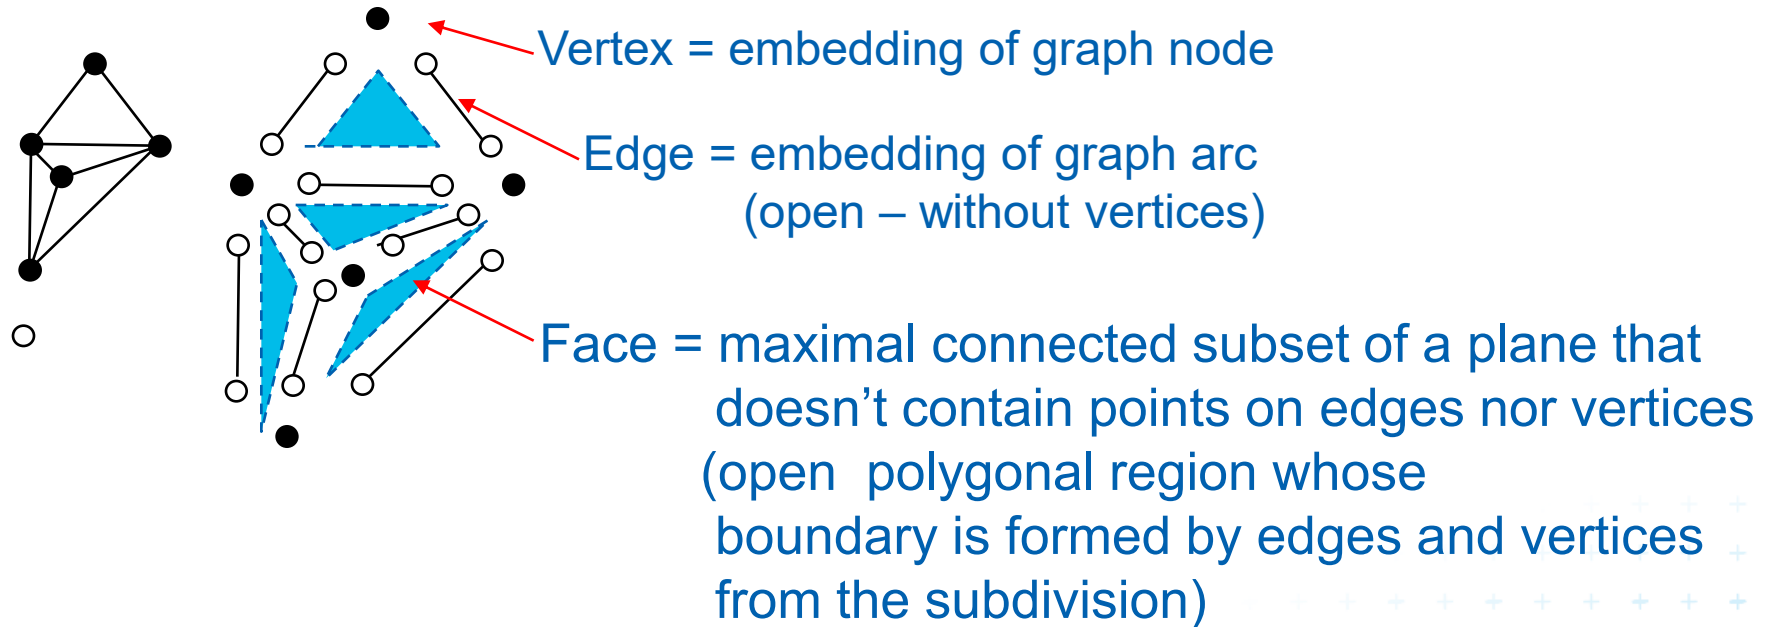 Vertex = embedding of graph node
Edge = embedding of graph arc
(open – without vertices)
Face = maximal connected subset of a plane that
doesn’t contain points on edges nor vertices
(open polygonal region whose
boundary is formed by edges and vertices
from the subdivision)